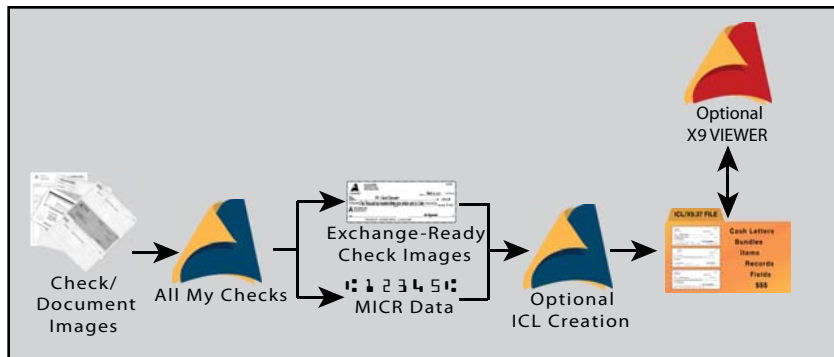 Check/
Document
Images
All My Checks
Exchange-Ready
Check Images
⑆12345⑆
MICR Data
Optional
ICL Creation
Optional
X9 VIEWER
ICL/X9.37 FILE
Cash Letters
Bundles
Items
Records
Fields
$$$